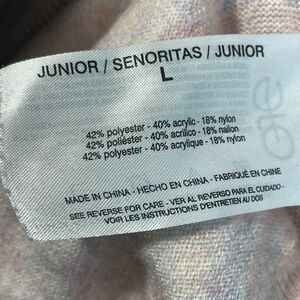 JUNIOR / SENORITAS / JUNIOR
L
42% polyester - 40% acrylic - 18% nylon
42% poliéster - 40% acrílico - 18% nailon
42% polyester - 40% acrylique - 18% nylon
MADE IN CHINA - HECHO EN CHINA - FABRIQUÉ EN CHINE
SEE REVERSE FOR CARE - VER AL REVERSO PARA EL CUIDADO -
VOIR LES INSTRUCTIONS D'ENTRETIEN AU DOS